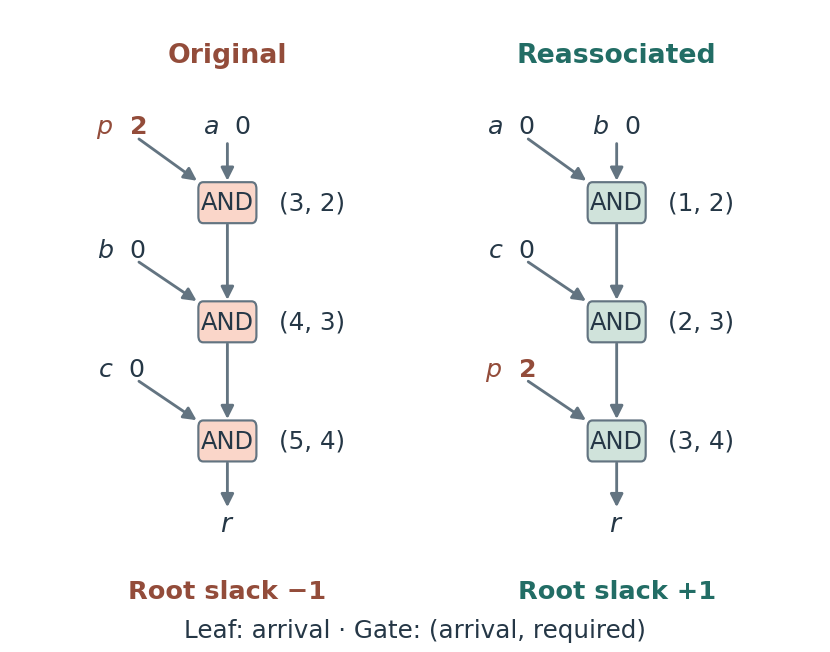 Original
p 2 a 0
AND (3, 2)
b 0
AND (4, 3)
c 0
AND (5, 4)
r
Root slack −1
Reassociated
a 0 b 0
AND (1, 2)
c 0
AND (2, 3)
p 2
AND (3, 4)
r
Root slack +1
Leaf: arrival · Gate: (arrival, required)